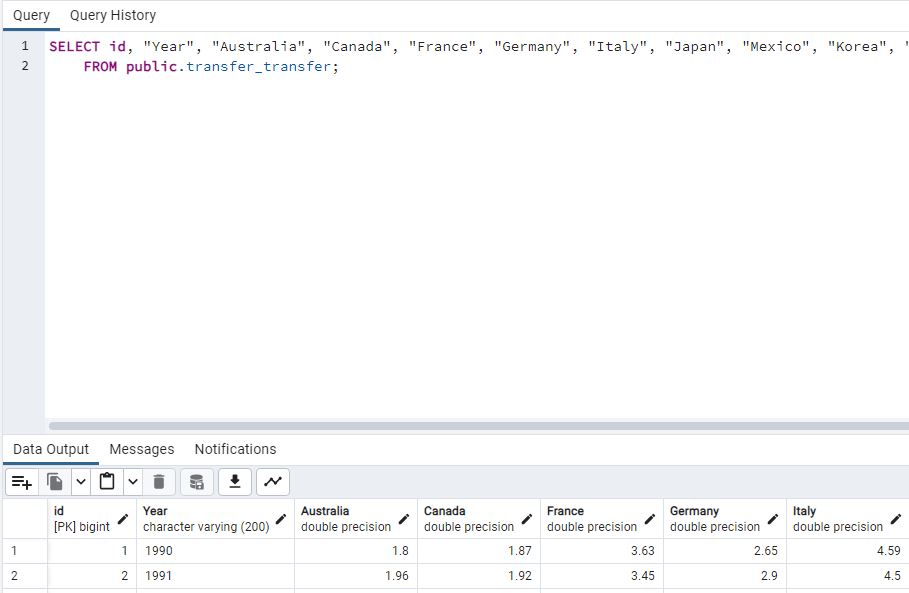 Query Query History
1 SELECT id, "Year", "Australia", "Canada", "France", "Germany", "Italy", "Japan", "Mexico", "Korea", "
2 FROM public.transfer_transfer;
Data Output Messages Notifications
id Year Australia Canada France Germany Italy
[PK] bigint character varying (200) double precision double precision double precision double precision double precision
1 1 1990 1.8 1.87 3.63 2.65 4.59
2 2 1991 1.96 1.92 3.45 2.9 4.5